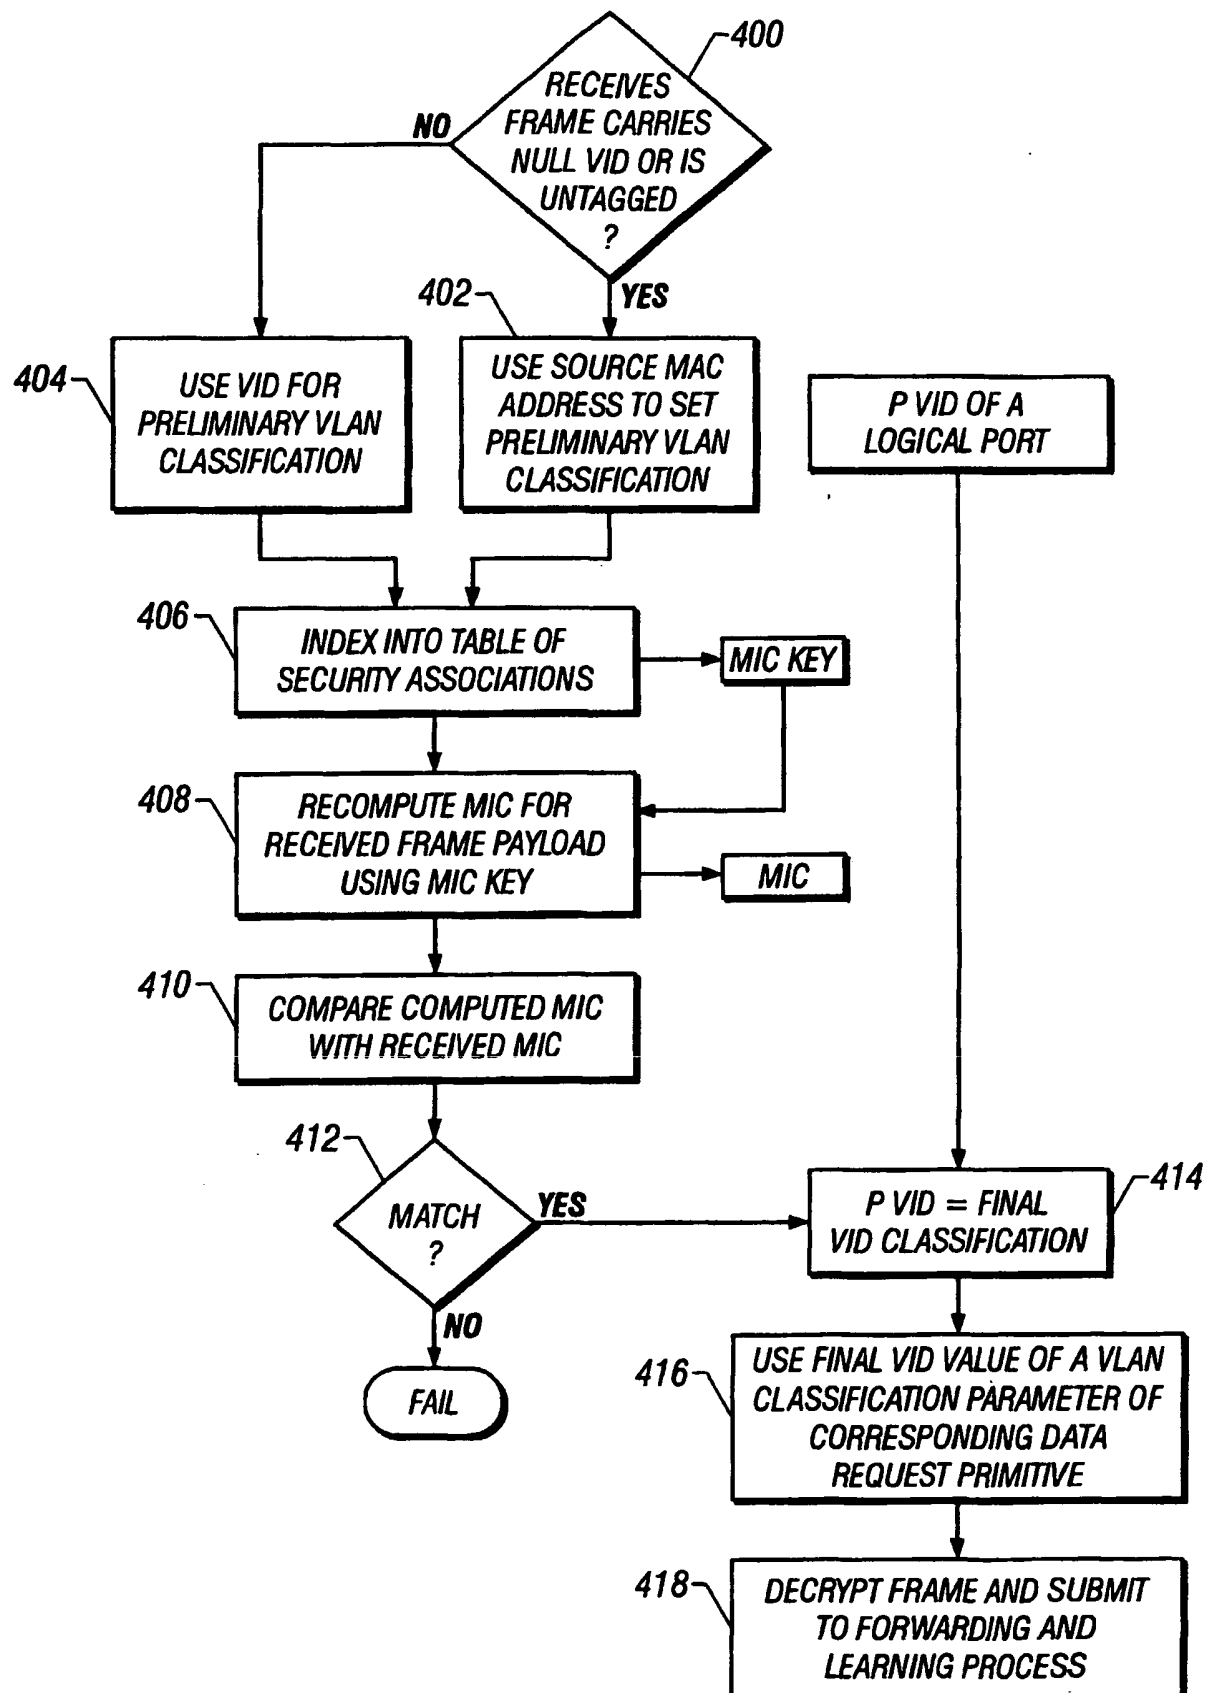 400
RECEIVES
FRAME CARRIES
NULL VID OR IS
UNTAGGED
?
NO
YES
402
404
USE VID FOR
PRELIMINARY VLAN
CLASSIFICATION
USE SOURCE MAC
ADDRESS TO SET
PRELIMINARY VLAN
CLASSIFICATION
P VID OF A
LOGICAL PORT
406
INDEX INTO TABLE OF
SECURITY ASSOCIATIONS
MIC KEY
408
RECOMPUTE MIC FOR
RECEIVED FRAME PAYLOAD
USING MIC KEY
MIC
410
COMPARE COMPUTED MIC
WITH RECEIVED MIC
412
MATCH
?
YES
NO
FAIL
414
P VID = FINAL
VID CLASSIFICATION
416
USE FINAL VID VALUE OF A VLAN
CLASSIFICATION PARAMETER OF
CORRESPONDING DATA
REQUEST PRIMITIVE
418
DECRYPT FRAME AND SUBMIT
TO FORWARDING AND
LEARNING PROCESS